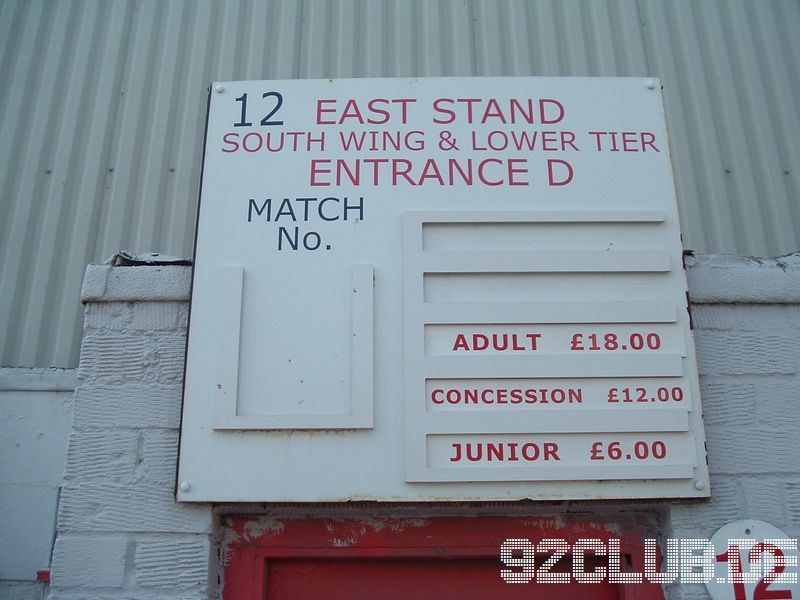 12 EAST STAND
SOUTH WING & LOWER TIER
ENTRANCE D
MATCH
No.
ADULT £18.00
CONCESSION £12.00
JUNIOR £6.00
92CLUB.DE
12